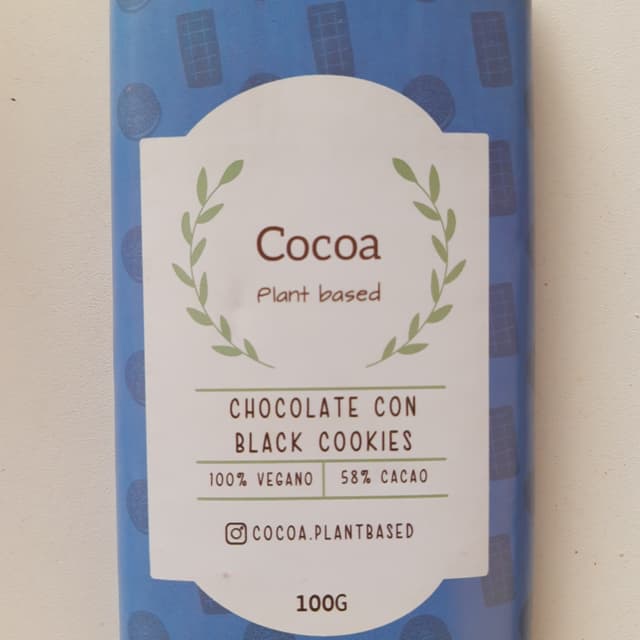 Cocoa
Plant based
CHOCOLATE CON
BLACK COOKIES
100% VEGANO 58% CACAO
COCOA.PLANTBASED
100G